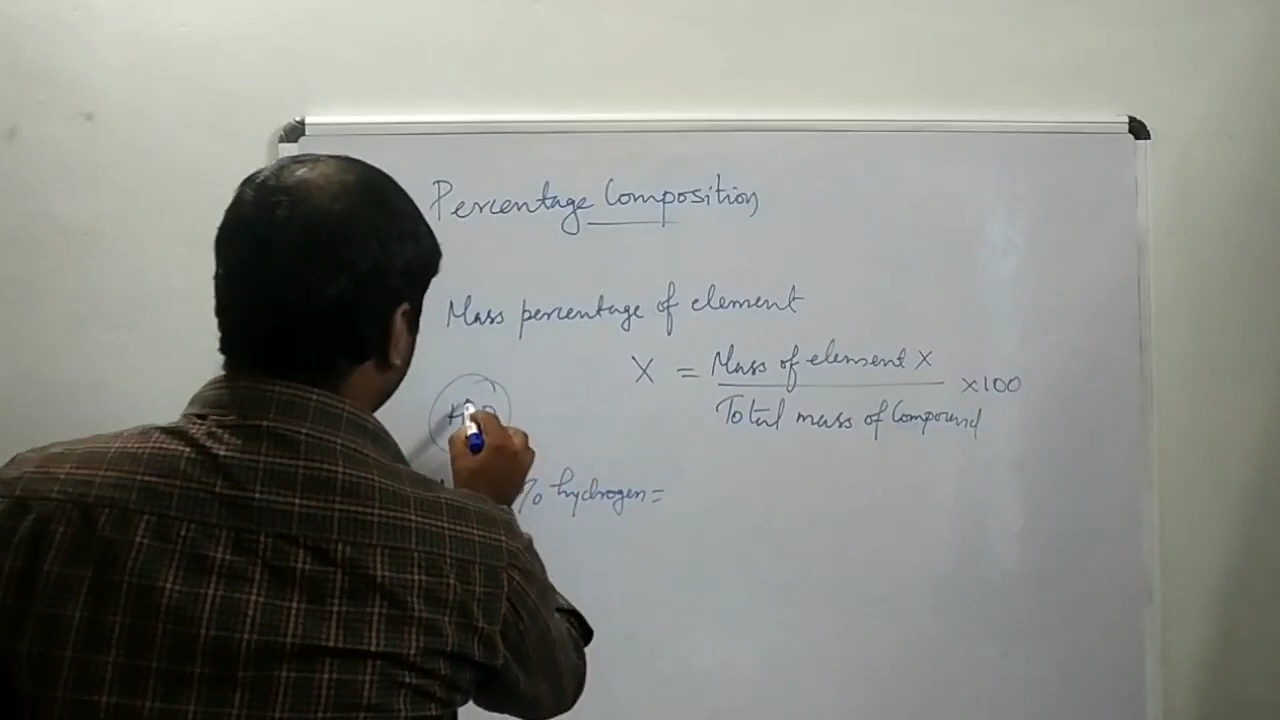 Percentage Composition
Mass percentage of element
X = Mass of element X
Total mass of Compound
×100
% hydrogen =